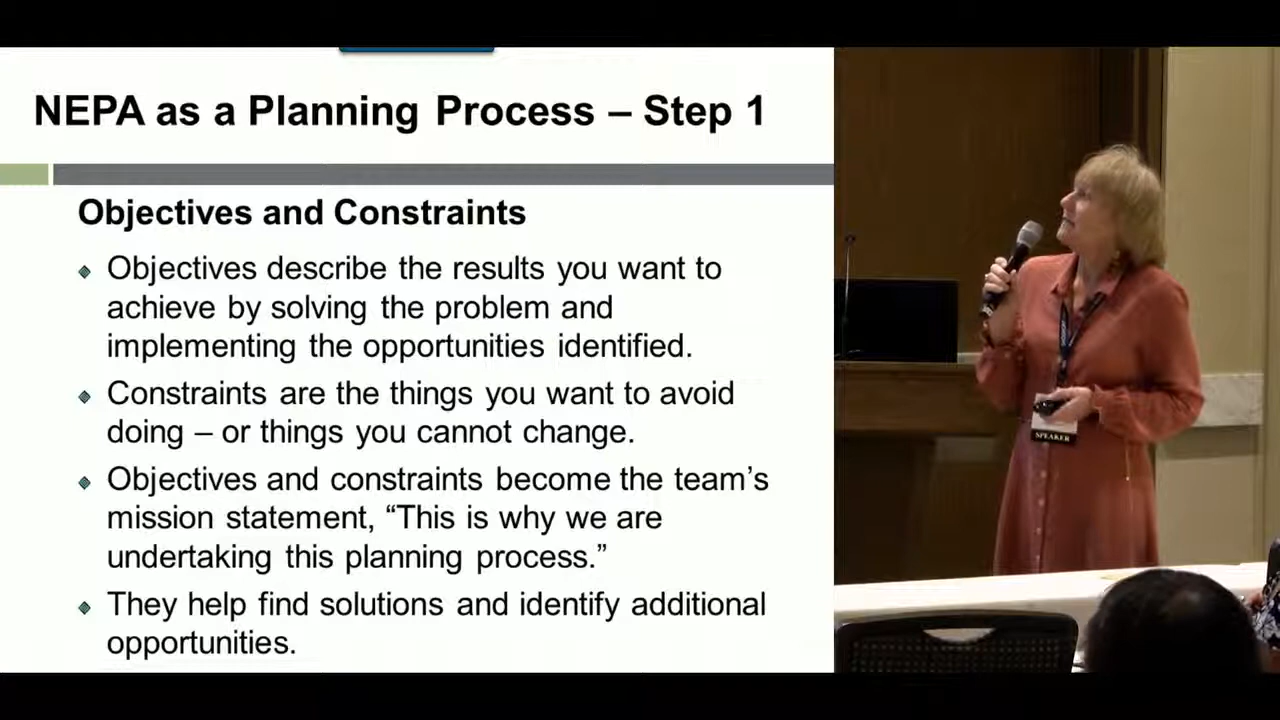 NEPA as a Planning Process – Step 1
Objectives and Constraints
Objectives describe the results you want to
achieve by solving the problem and
implementing the opportunities identified.
Constraints are the things you want to avoid
doing – or things you cannot change.
Objectives and constraints become the team’s
mission statement, “This is why we are
undertaking this planning process.”
They help find solutions and identify additional
opportunities.
SPEAKER